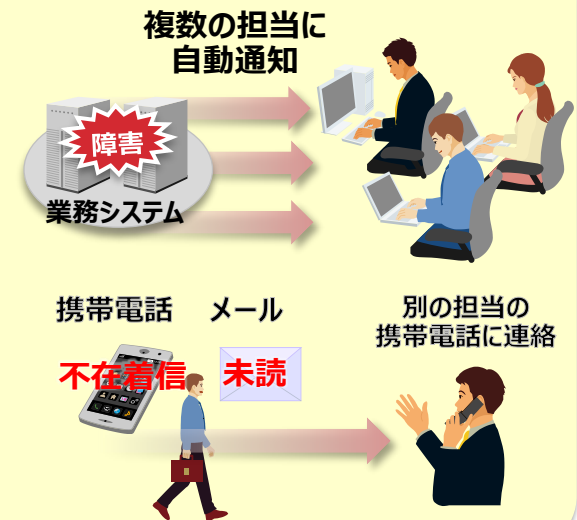 複数の担当に
自動通知
障害
業務システム
携帯電話
メール
別の担当の
携帯電話に連絡
不在着信
未読